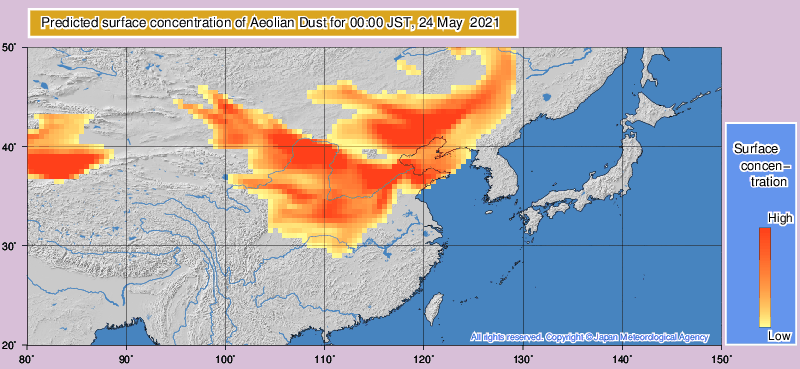 Predicted surface concentration of Aeolian Dust for 00:00 JST, 24 May 2021
50°
40°
30°
20°
80°
90°
100°
110°
120°
130°
140°
150°
All rights reserved. Copyright © Japan Meteorological Agency
Surface
concen-
tration
High
Low